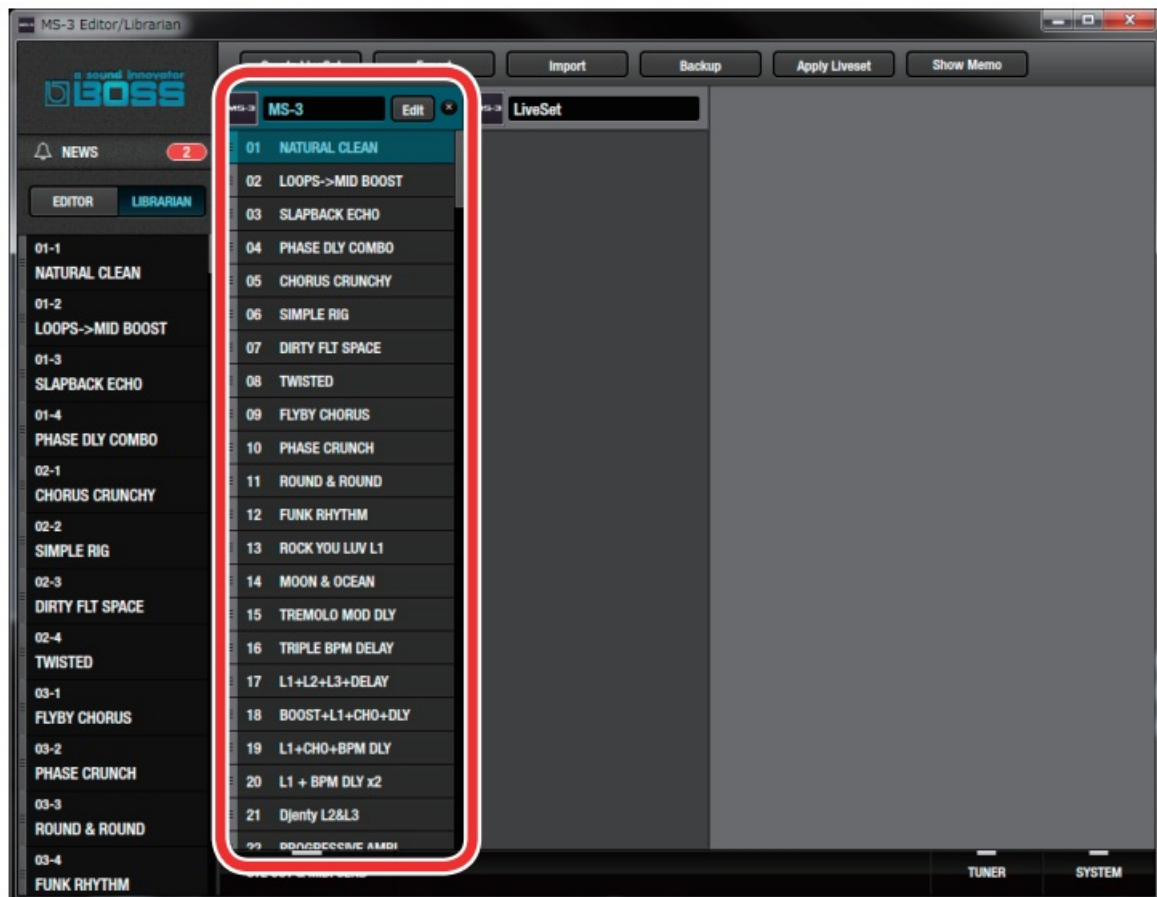 MS-3 Editor/Librarian
a sound innovator
BOSS
NEWS
2
EDITOR
LIBRARIAN
01-1
NATURAL CLEAN
01-2
LOOPS->MID BOOST
01-3
SLAPBACK ECHO
01-4
PHASE DLY COMBO
02-1
CHORUS CRUNCHY
02-2
SIMPLE RIG
02-3
DIRTY FLT SPACE
02-4
TWISTED
03-1
FLYBY CHORUS
03-2
PHASE CRUNCH
03-3
ROUND & ROUND
03-4
FUNK RHYTHM
Import
Backup
Apply Liveset
Show Memo
MS-3
MS-3
Edit
LiveSet
01 NATURAL CLEAN
02 LOOPS->MID BOOST
03 SLAPBACK ECHO
04 PHASE DLY COMBO
05 CHORUS CRUNCHY
06 SIMPLE RIG
07 DIRTY FLT SPACE
08 TWISTED
09 FLYBY CHORUS
10 PHASE CRUNCH
11 ROUND & ROUND
12 FUNK RHYTHM
13 ROCK YOU LUV L1
14 MOON & OCEAN
15 TREMOLO MOD DLY
16 TRIPLE BPM DELAY
17 L1+L2+L3+DELAY
18 BOOST+L1+CHO+DLY
19 L1+CHO+BPM DLY
20 L1 + BPM DLY x2
21 Djenty L2&L3
22 PROGRESSIVE AMBI
TUNER
SYSTEM